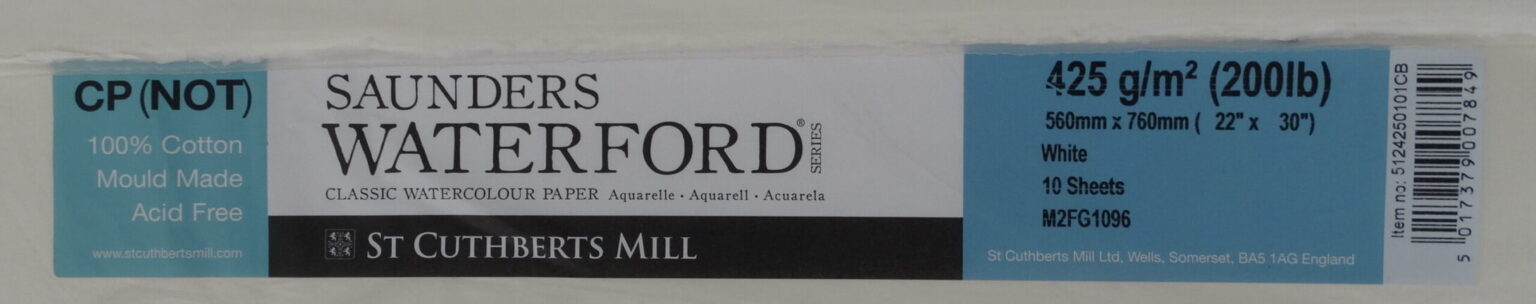 CP (NOT)
100% Cotton
Mould Made
Acid Free
www.stcuthbertsmill.com
SAUNDERS
WATERFORD® SERIES
CLASSIC WATERCOLOUR PAPER Aquarelle · Aquarell · Acuarela
ST CUTHBERTS MILL
425 g/m² (200lb)
560mm x 760mm ( 22" x 30")
White
10 Sheets
M2FG1096
St Cuthberts Mill Ltd, Wells, Somerset, BA5 1AG England
Item no: 5124250101CB
5 017379 007849